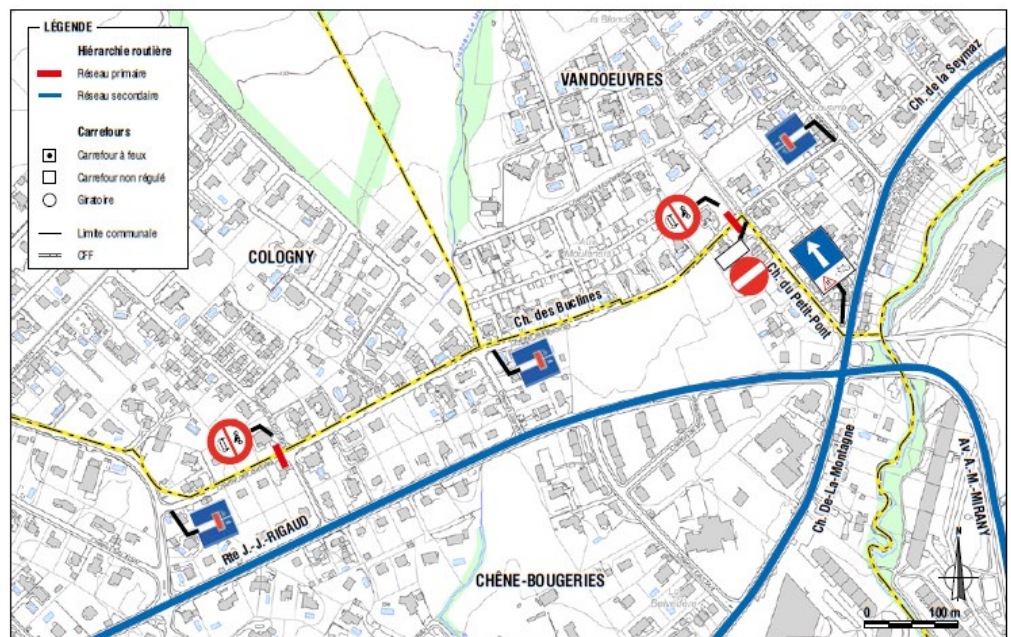 LÉGENDE
Hiérarchie routière
Réseau primaire
Réseau secondaire
Carrefours
Carrefour à feux
Carrefour non régulé
Giratoire
Limite communale
CFF
VANDOEUVRES
Ch. de la Seymaz
COLOGNY
Ch. des Buclines
Ch. du Petit-Pont
Rte J.-J.-RIGAUD
Ch. De-La-Montagne
Av. A.-M.-MIRANY
CHÊNE-BOUGERIES
N
0 100 m